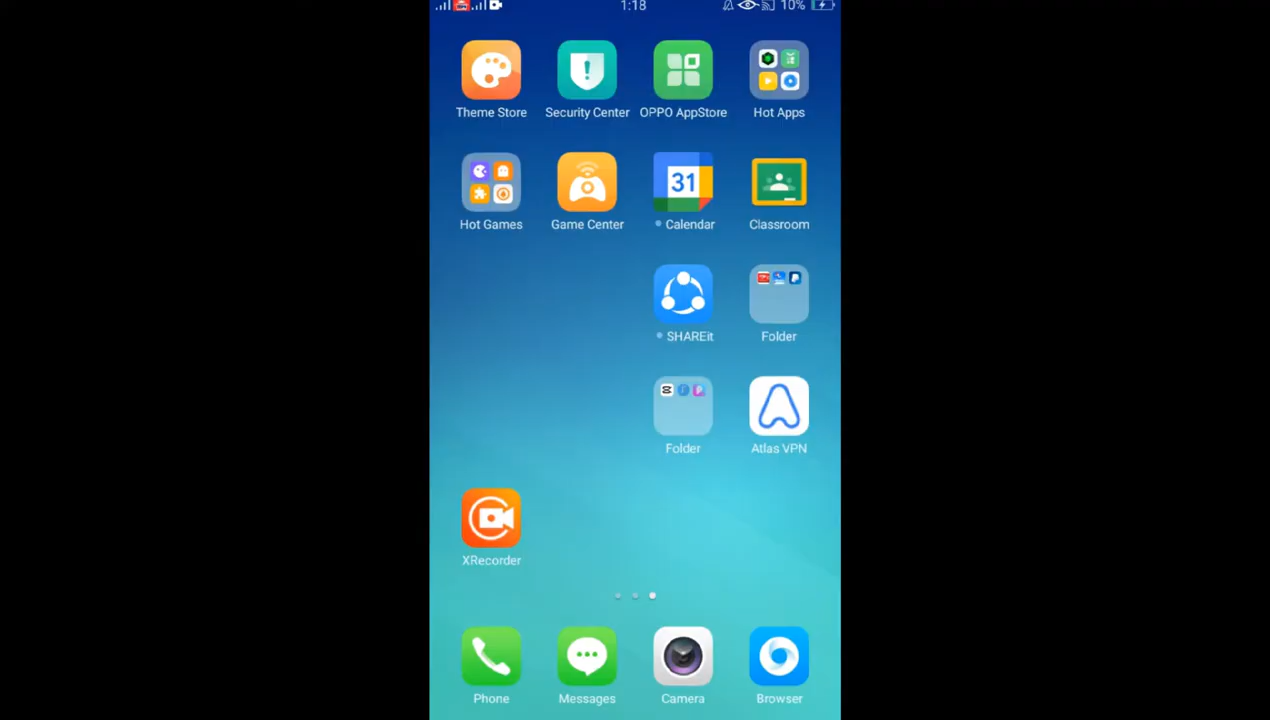 1:18 10%
Theme Store Security Center OPPO AppStore Hot Apps
31
Hot Games Game Center Calendar Classroom
SHAREit Folder
Folder Atlas VPN
XRecorder
Phone Messages Camera Browser